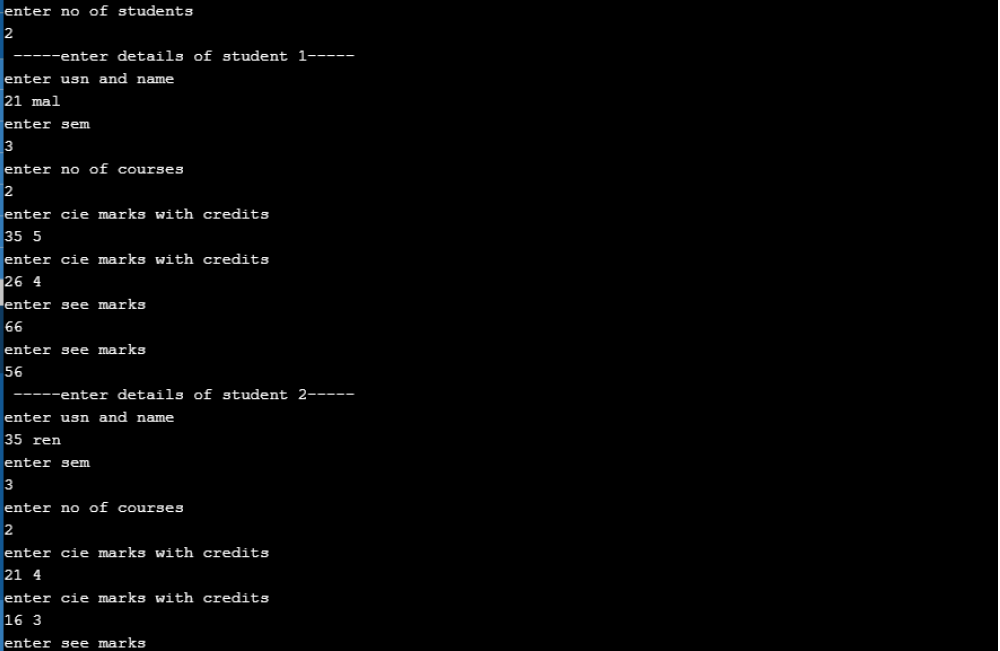 enter no of students
2
-----enter details of student 1-----
enter usn and name
21 mal
enter sem
3
enter no of courses
2
enter cie marks with credits
35 5
enter cie marks with credits
26 4
enter see marks
66
enter see marks
56
-----enter details of student 2-----
enter usn and name
35 ren
enter sem
3
enter no of courses
2
enter cie marks with credits
21 4
enter cie marks with credits
16 3
enter see marks